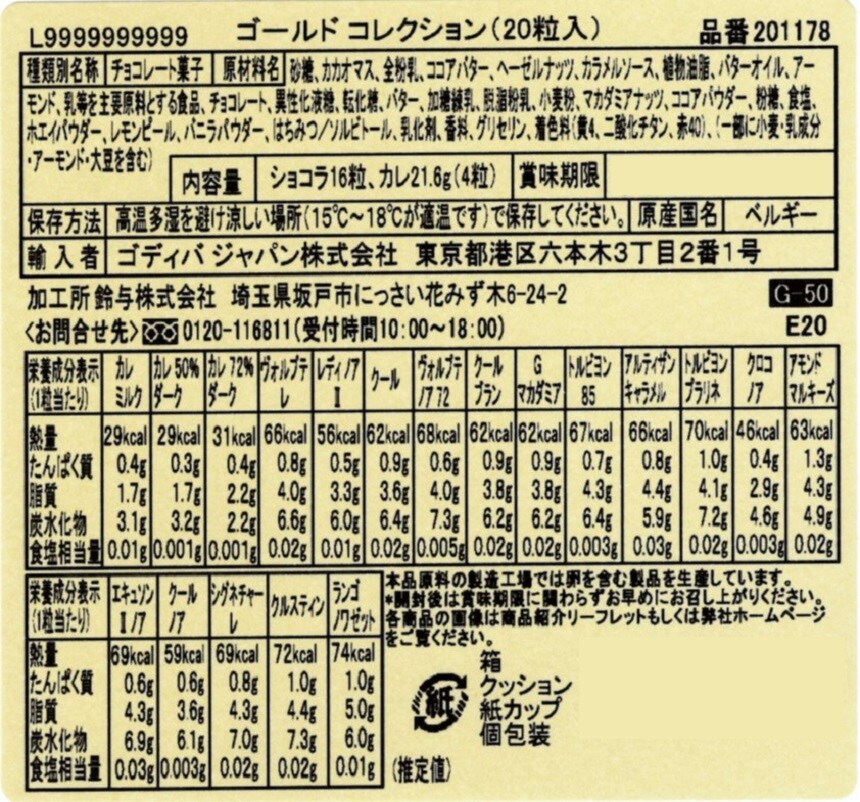 L9999999999 ゴールド コレクション(20粒入) 品番201178
種類別名称 チョコレート菓子 原材料名 砂糖、カカオマス、全粉乳、ココアバター、ヘーゼルナッツ、カラメルソース、植物油脂、バターオイル、アー
モンド、乳等を主要原料とする食品、チョコレート、異性化液糖、転化糖、バター、加糖練乳、脱脂粉乳、小麦粉、マカダミアナッツ、ココアパウダー、粉糖、食塩、
ホエイパウダー、レモンピール、バニラパウダー、はちみつ/ソルビトール、乳化剤、香料、グリセリン、着色料(黄4、二酸化チタン、赤40)、(一部に小麦・乳成分
・アーモンド・大豆を含む)
内容量 ショコラ16粒、カレ21.6g(4粒) 賞味期限
保存方法 高温多湿を避け涼しい場所(15℃~18℃が適温です)で保存してください。 原産国名 ベルギー
輸入者 ゴディバ ジャパン株式会社 東京都港区六本木3丁目2番1号
加工所 鈴与株式会社 埼玉県坂戸市にっさい花みず木6-24-2 G-50
<お問合せ先> 0120-116811(受付時間10:00~18:00) E20
栄養成分表示 カレ カレ50% カレ72% ヴォルプテ レディノア クール ヴォルプテ クール G トルビヨン アルティザン トルビヨン クロコ アモンド
(1粒当たり) ミルク ダーク ダーク レ I ノア72 ブラン マカダミア 85 キャラメル プラリネ ノア マルキーズ
熱量 29kcal 29kcal 31kcal 66kcal 56kcal 62kcal 68kcal 62kcal 62kcal 67kcal 66kcal 70kcal 46kcal 63kcal
たんぱく質 0.4g 0.3g 0.4g 0.8g 0.5g 0.9g 0.6g 0.9g 0.9g 0.7g 0.8g 1.0g 0.4g 1.3g
脂質 1.7g 1.7g 2.2g 4.0g 3.3g 3.6g 4.0g 3.8g 3.8g 4.3g 4.4g 4.1g 2.9g 4.3g
炭水化物 3.1g 3.2g 2.2g 6.6g 6.0g 6.4g 7.3g 6.2g 6.2g 6.4g 5.9g 7.2g 4.6g 4.9g
食塩相当量 0.01g 0.001g 0.001g 0.02g 0.01g 0.02g 0.005g 0.02g 0.02g 0.003g 0.03g 0.02g 0.003g 0.02g
栄養成分表示 エキュソン クール シグネチャー クルスティン ランゴ
(1粒当たり) Iノア ノア レ ノワゼット
熱量 69kcal 59kcal 69kcal 72kcal 74kcal
たんぱく質 0.6g 0.6g 0.8g 1.0g 1.0g
脂質 4.3g 3.6g 4.3g 4.4g 5.0g
炭水化物 6.9g 6.1g 7.0g 7.3g 6.0g
食塩相当量 0.03g 0.003g 0.02g 0.02g 0.01g (推定値)
本品原料の製造工場では卵を含む製品を生産しています。
*開封後は賞味期限に関わらずお早めにお召し上がりください。
各商品の画像は商品紹介リーフレットもしくは弊社ホームページ
をご覧ください。
紙
箱
クッション
紙カップ
個包装